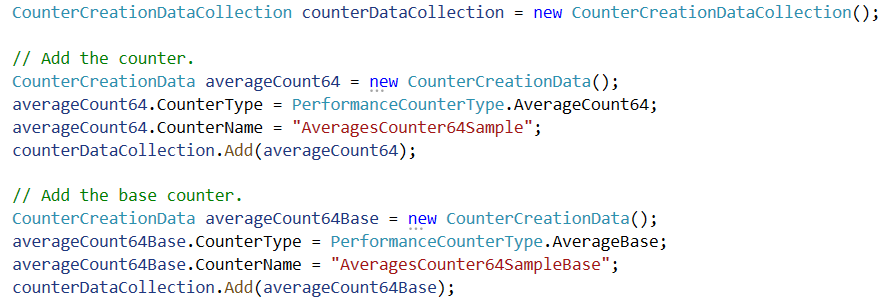 CounterCreationDataCollection counterDataCollection = new CounterCreationDataCollection();
// Add the counter.
CounterCreationData averageCount64 = new CounterCreationData();
averageCount64.CounterType = PerformanceCounterType.AverageCount64;
averageCount64.CounterName = "AveragesCounter64Sample";
counterDataCollection.Add(averageCount64);
// Add the base counter.
CounterCreationData averageCount64Base = new CounterCreationData();
averageCount64Base.CounterType = PerformanceCounterType.AverageBase;
averageCount64Base.CounterName = "AveragesCounter64SampleBase";
counterDataCollection.Add(averageCount64Base);